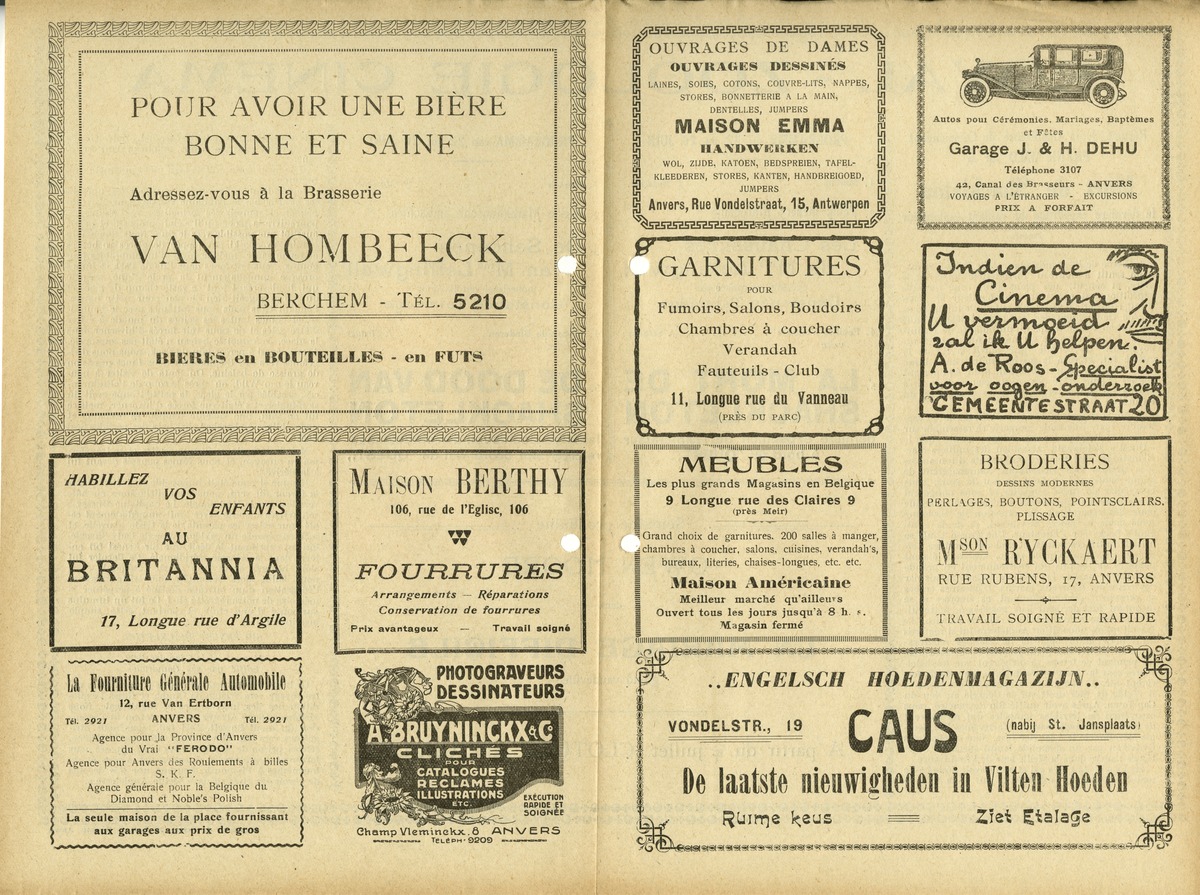 POUR AVOIR UNE BIÈRE
BONNE ET SAINE
Adressez-vous à la Brasserie
VAN HOMBEECK
BERCHEM - TÉL. 5210
BIERES en BOUTEILLES - en FUTS
HABILLEZ
VOS
ENFANTS
AU
BRITANNIA
17, Longue rue d'Argile
MAISON BERTHY
106, rue de l'Eglise, 106
FOURRURES
Arrangements — Réparations
Conservation de fourrures
Prix avantageux — Travail soigné
La Fourniture Générale Automobile
12, rue Van Ertborn
Tél. 2921 ANVERS Tél. 2921
Agence pour la Province d'Anvers
du Vrai "FERODO"
Agence pour Anvers des Roulements à billes
S. K. F.
Agence générale pour la Belgique du
Diamond et Noble's Polish
La seule maison de la place fournissant
aux garages aux prix de gros
PHOTOGRAVEURS
DESSINATEURS
A. BRUYNINCKX & C
CLICHÉS
POUR
CATALOGUES
RÉCLAMES
ILLUSTRATIONS
ETC.
EXÉCUTION
RAPIDE ET
SOIGNÉE
Champ Vleminckx. 8 ANVERS
TÉLÉPH. 9209
OUVRAGES DE DAMES
OUVRAGES DESSINÉS
LAINES, SOIES, COTONS, COUVRE-LITS, NAPPES,
STORES, BONNETTERIE A LA MAIN,
DENTELLES, JUMPERS
MAISON EMMA
HANDWERKEN
WOL, ZIJDE, KATOEN, BEDSPREIEN, TAFEL-
KLEEDEREN, STORES, KANTEN, HANDBREIGOED,
JUMPERS
Anvers, Rue Vondelstraat, 15, Antwerpen
Autos pour Cérémonies, Mariages, Baptêmes
et Fêtes
Garage J. & H. DEHU
Téléphone 3107
42, Canal des Brasseurs - ANVERS
VOYAGES A L'ÉTRANGER - EXCURSIONS
PRIX A FORFAIT
GARNITURES
POUR
Fumoirs, Salons, Boudoirs
Chambres à coucher
Verandah
Fauteuils - Club
11, Longue rue du Vanneau
(PRÈS DU PARC)
Indien de
Cinema
U vermoeid
zal ik U helpen.
A. de Roos - Specialist
voor oogen-onderzoek
GEMEENTESTRAAT 20
MEUBLES
Les plus grands Magasins en Belgique
9 Longue rue des Claires 9
(près Meir)
Grand choix de garnitures. 200 salles à manger,
chambres à coucher, salons, cuisines, verandah's,
bureaux, literies, chaises-longues, etc. etc.
Maison Américaine
Meilleur marché qu'ailleurs
Ouvert tous les jours jusqu'à 8 h. s.
Magasin fermé
BRODERIES
DESSINS MODERNES
PERLAGES, BOUTONS, POINTSCLAIRS.
PLISSAGE
MSON RYCKAERT
RUE RUBENS, 17, ANVERS
TRAVAIL SOIGNÉ ET RAPIDE
..ENGELSCH HOEDENMAGAZIJN..
VONDELSTR., 19 CAUS (nabij St. Jansplaats)
De laatste nieuwigheden in Vilten Hoeden
Ruime keus Ziet Etalage